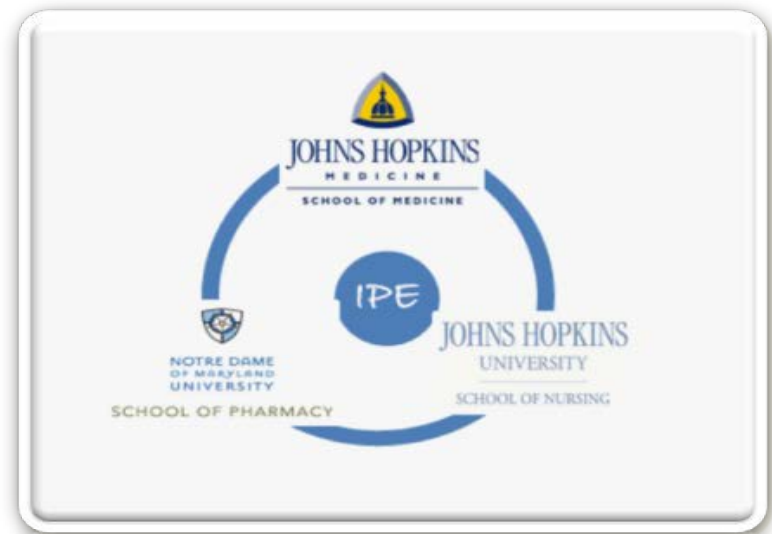 JOHNS HOPKINS
MEDICINE
SCHOOL OF MEDICINE
IPE
NOTRE DAME
OF MARYLAND
UNIVERSITY
SCHOOL OF PHARMACY
JOHNS HOPKINS
UNIVERSITY
SCHOOL OF NURSING